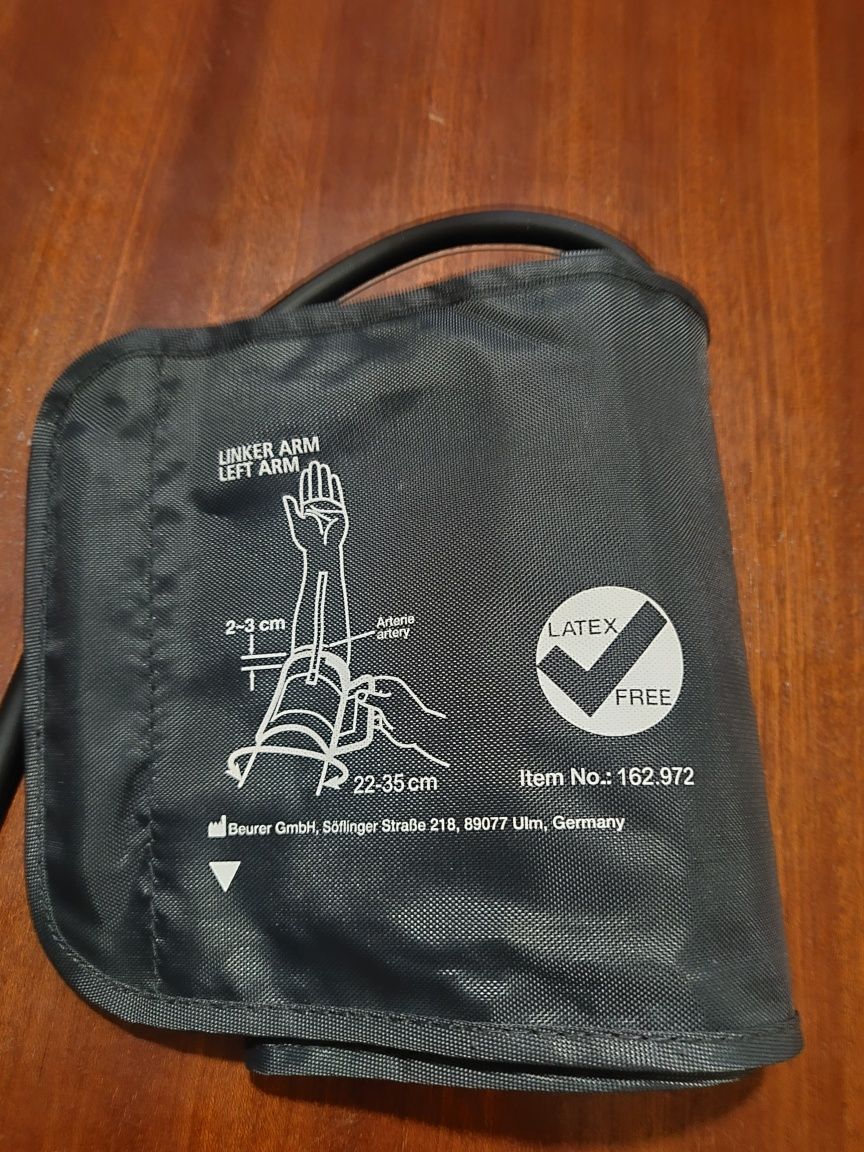 LINKER ARM
LEFT ARM
2-3 cm
Arterie
artery
LATEX
FREE
22-35 cm
Item No.: 162.972
Beurer GmbH, Söflinger Straße 218, 89077 Ulm, Germany